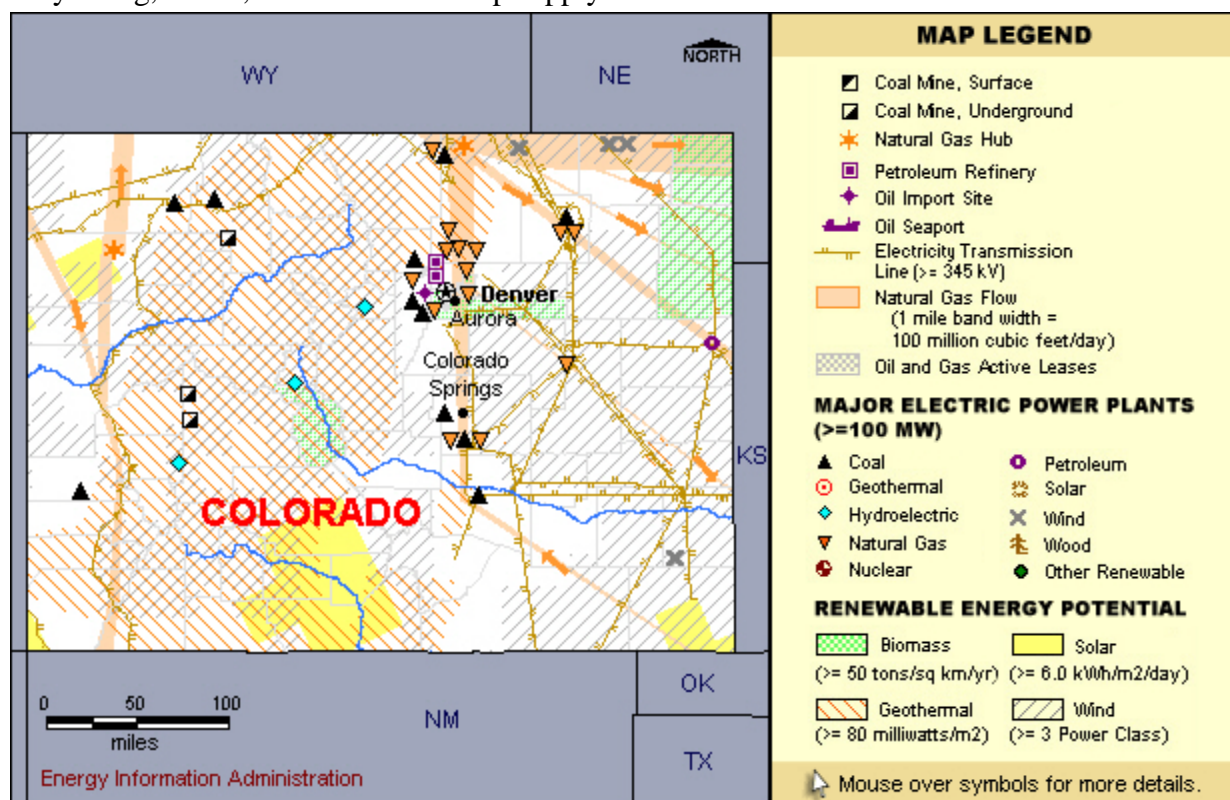 WY
NE
NORTH
Denver
Aurora
Colorado
Springs
KS
COLORADO
OK
NM
TX
0 50 100
miles
Energy Information Administration
MAP LEGEND
Coal Mine, Surface
Coal Mine, Underground
Natural Gas Hub
Petroleum Refinery
Oil Import Site
Oil Seaport
Electricity Transmission
Line (>= 345 kV)
Natural Gas Flow
(1 mile band width =
100 million cubic feet/day)
Oil and Gas Active Leases
MAJOR ELECTRIC POWER PLANTS
(>=100 MW)
Coal
Petroleum
Geothermal
Solar
Hydroelectric
Wind
Natural Gas
Wood
Nuclear
Other Renewable
RENEWABLE ENERGY POTENTIAL
Biomass
Solar
(>= 50 tons/sq km/yr) (>= 6.0 kWh/m2/day)
Geothermal
Wind
(>= 80 milliwatts/m2) (>= 3 Power Class)
Mouse over symbols for more details.